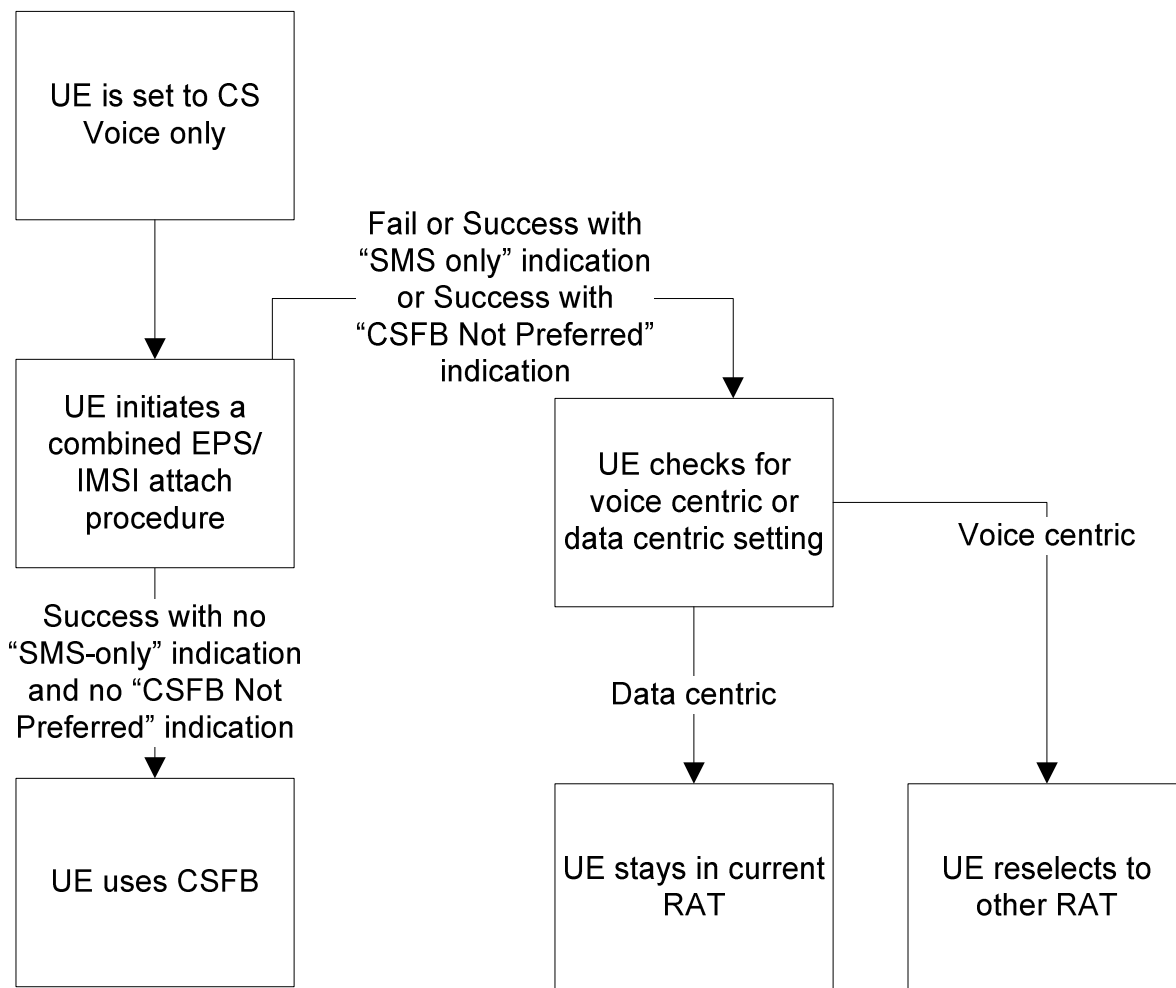 UE is set to CS
Voice only
Fail or Success with
“SMS only” indication
or Success with
“CSFB Not Preferred”
indication
UE initiates a
combined EPS/
IMSI attach
procedure
UE checks for
voice centric or
data centric setting
Voice centric
Success with no
“SMS-only” indication
and no “CSFB Not
Preferred” indication
Data centric
UE uses CSFB
UE stays in current
RAT
UE reselects to
other RAT